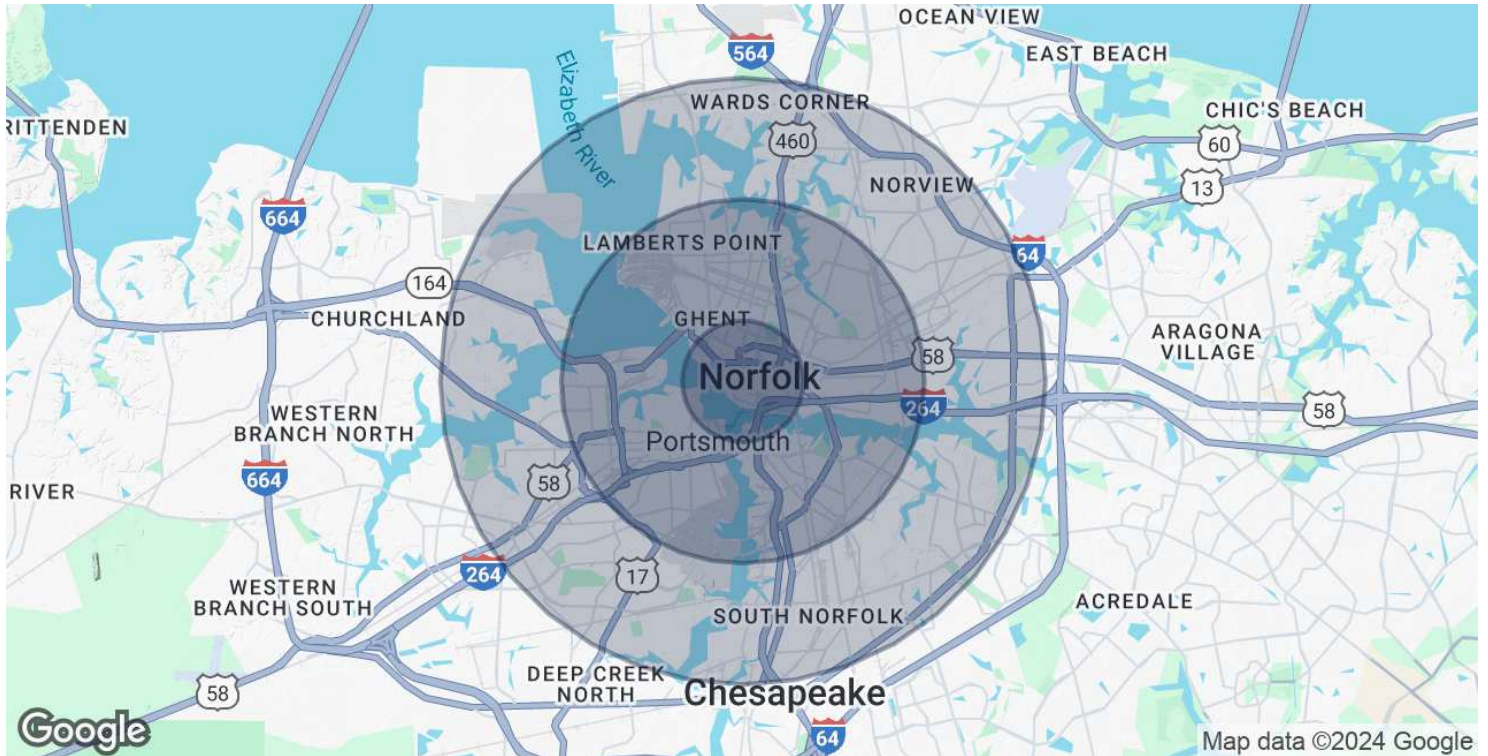 OCEAN VIEW
564
EAST BEACH
Elizabeth River
WARDS CORNER
CHIC'S BEACH
RITTENDEN
460
60
NORVIEW
13
664
LAMBERTS POINT
64
164
CHURCHLAND
GHENT
ARAGONA
VILLAGE
58
Norfolk
264
58
WESTERN
BRANCH NORTH
Portsmouth
664
58
RIVER
264
17
WESTERN
BRANCH SOUTH
ACREDALE
SOUTH NORFOLK
DEEP CREEK
NORTH
58
Chesapeake
64
Google
Map data ©2024 Google